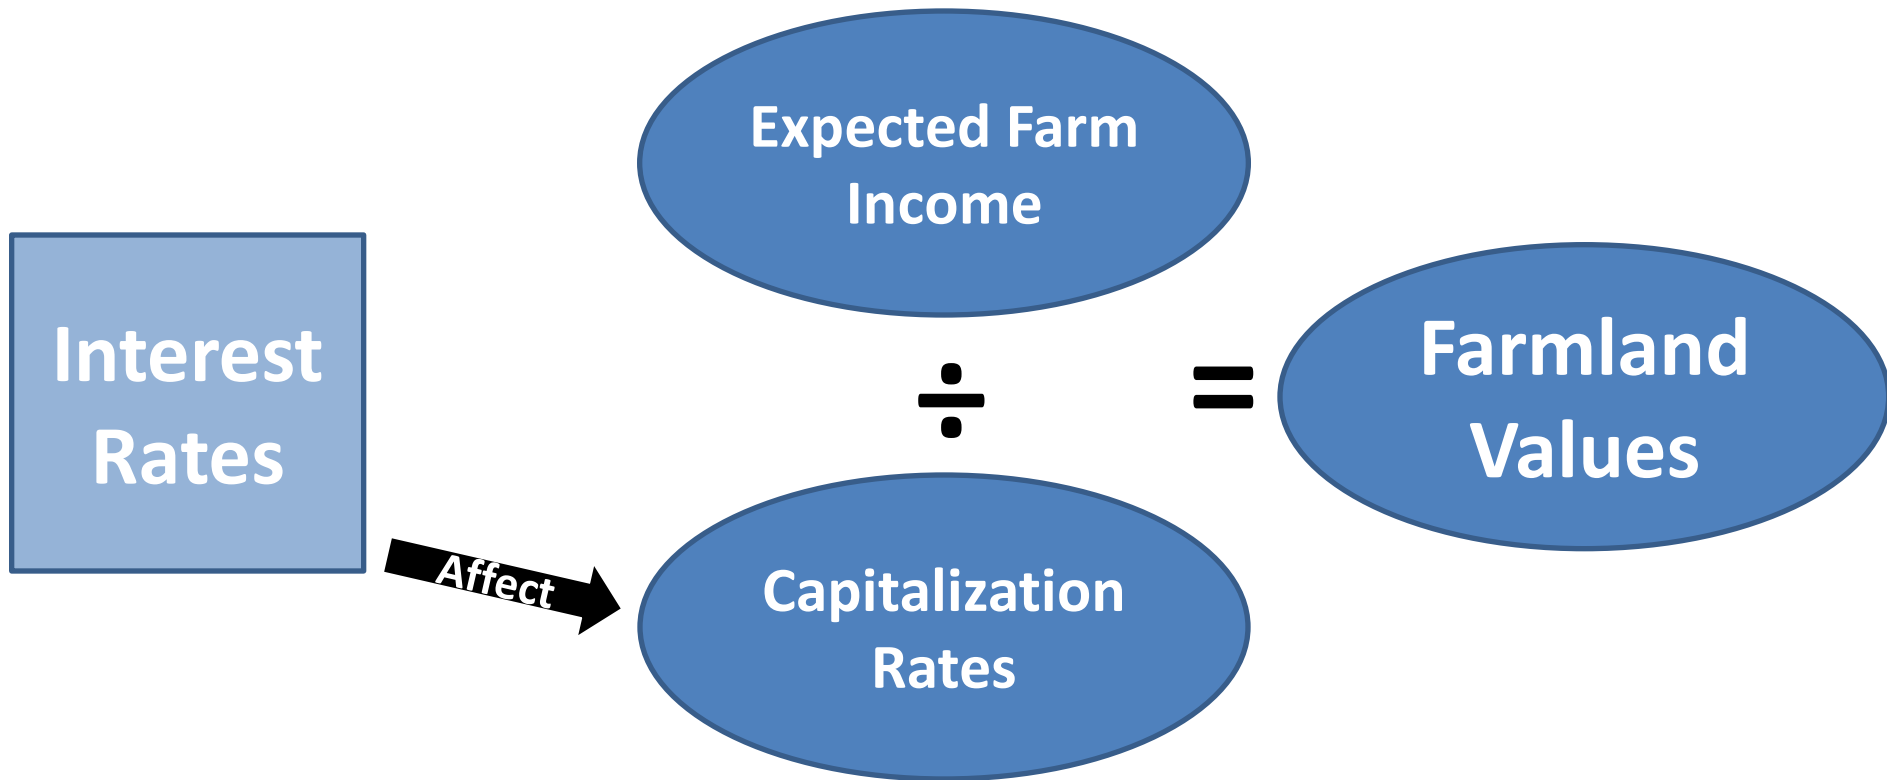 Interest
Rates
Affect
Expected Farm
Income
÷
Capitalization
Rates
=
Farmland
Values